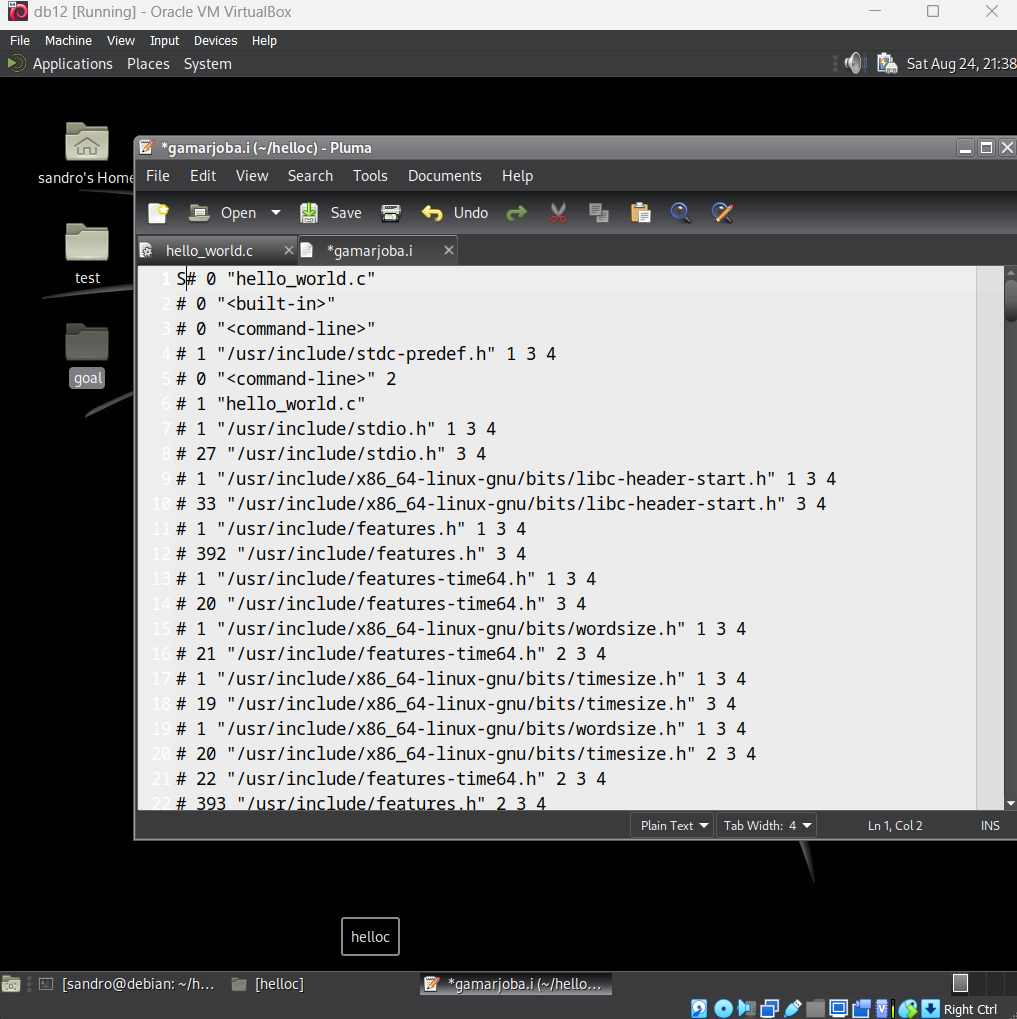 db12 [Running] - Oracle VM VirtualBox
File Machine View Input Devices Help
Applications Places System Sat Aug 24, 21:38
sandro's Home
test
goal
*gamarjoba.i (~/helloc) - Pluma
File Edit View Search Tools Documents Help
Open Save Undo
hello_world.c *gamarjoba.i
1 S# 0 "hello_world.c"
2 # 0 "<built-in>"
3 # 0 "<command-line>"
4 # 1 "/usr/include/stdc-predef.h" 1 3 4
5 # 0 "<command-line>" 2
6 # 1 "hello_world.c"
7 # 1 "/usr/include/stdio.h" 1 3 4
8 # 27 "/usr/include/stdio.h" 3 4
9 # 1 "/usr/include/x86_64-linux-gnu/bits/libc-header-start.h" 1 3 4
10 # 33 "/usr/include/x86_64-linux-gnu/bits/libc-header-start.h" 3 4
11 # 1 "/usr/include/features.h" 1 3 4
12 # 392 "/usr/include/features.h" 3 4
13 # 1 "/usr/include/features-time64.h" 1 3 4
14 # 20 "/usr/include/features-time64.h" 3 4
15 # 1 "/usr/include/x86_64-linux-gnu/bits/wordsize.h" 1 3 4
16 # 21 "/usr/include/features-time64.h" 2 3 4
17 # 1 "/usr/include/x86_64-linux-gnu/bits/timesize.h" 1 3 4
18 # 19 "/usr/include/x86_64-linux-gnu/bits/timesize.h" 3 4
19 # 1 "/usr/include/x86_64-linux-gnu/bits/wordsize.h" 1 3 4
20 # 20 "/usr/include/x86_64-linux-gnu/bits/timesize.h" 2 3 4
21 # 22 "/usr/include/features-time64.h" 2 3 4
22 # 393 "/usr/include/features.h" 2 3 4
Plain Text Tab Width: 4 Ln 1, Col 2 INS
helloc
[sandro@debian: ~/h... [helloc] *gamarjoba.i (~/hello...
Right Ctrl